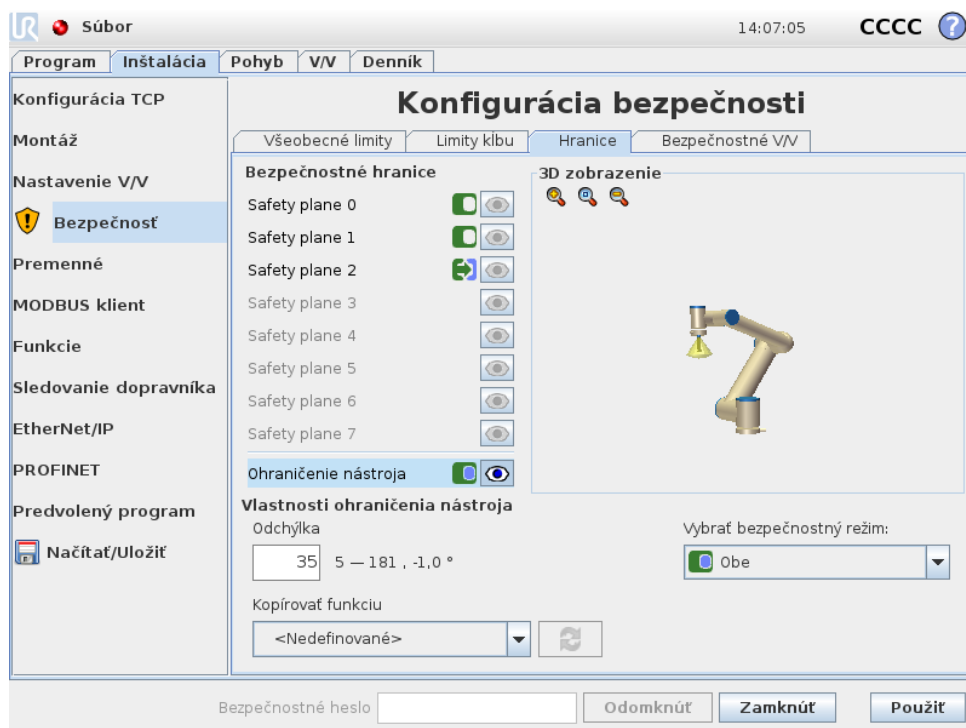 Súbor 14:07:05 CCCC ?
Program Inštalácia Pohyb V/V Denník
Konfigurácia TCP
Montáž
Nastavenie V/V
Bezpečnosť
Premenné
MODBUS klient
Funkcie
Sledovanie dopravníka
EtherNet/IP
PROFINET
Predvolený program
Načítať/Uložiť
Konfigurácia bezpečnosti
Všeobecné limity Limity kĺbu Hranice Bezpečnostné V/V
Bezpečnostné hranice
Safety plane 0
Safety plane 1
Safety plane 2
Safety plane 3
Safety plane 4
Safety plane 5
Safety plane 6
Safety plane 7
Ohraničenie nástroja
3D zobrazenie
Vlastnosti ohraničenia nástroja
Odchýlka
35 5 — 181 , -1,0 °
Vybrať bezpečnostný režim:
Obe
Kopírovať funkciu
<Nedefinované>
Bezpečnostné heslo Odomknúť Zamknúť Použiť